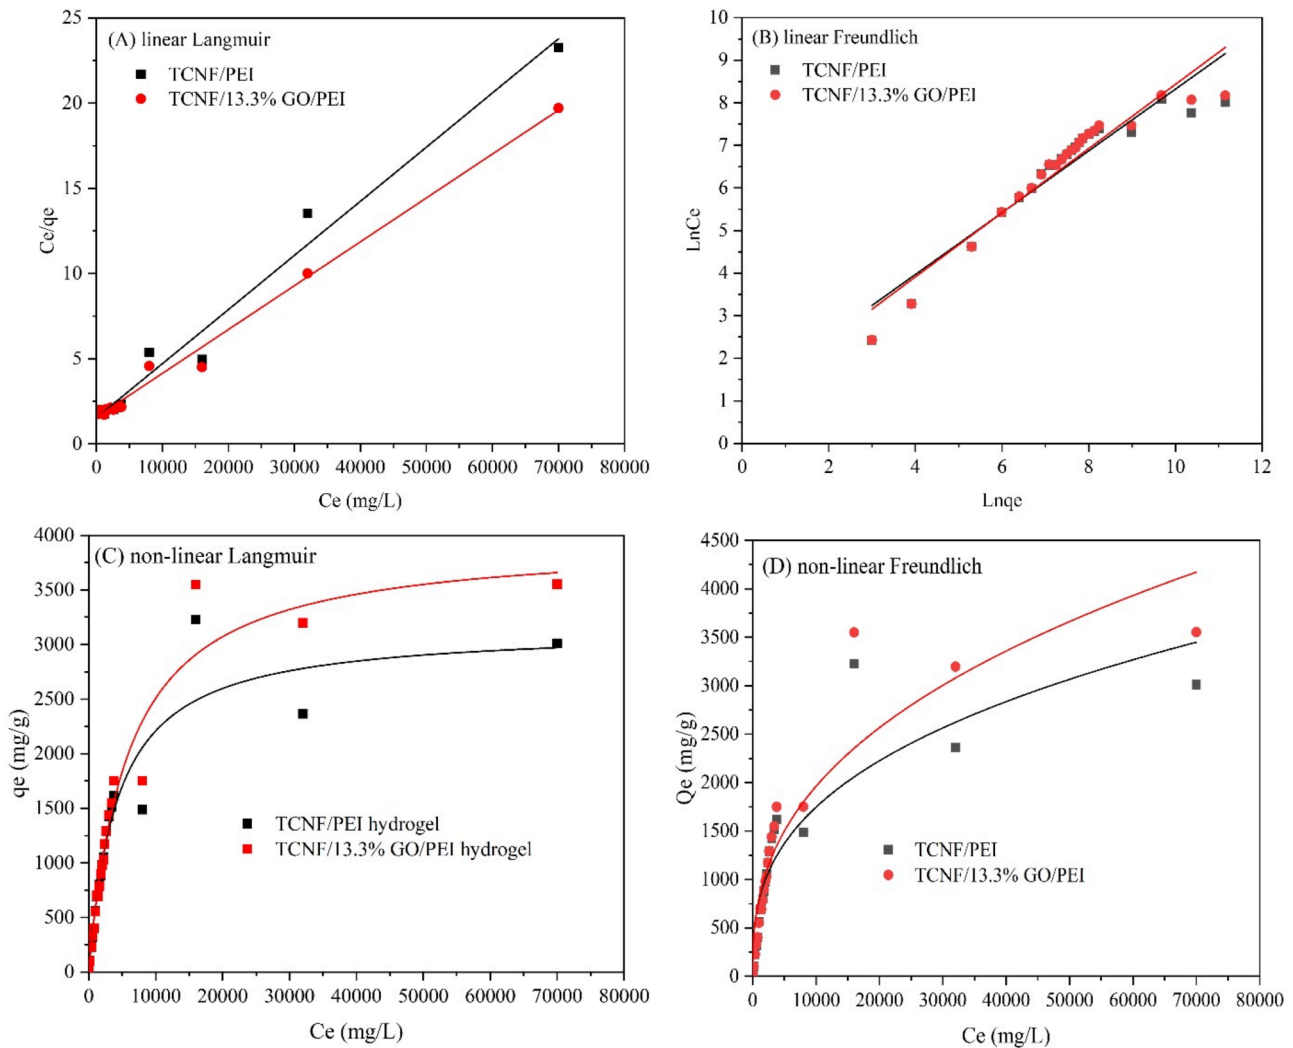 (A) linear Langmuir
TCNF/PEI
TCNF/13.3% GO/PEI
Ce/qe
25
20
15
10
5
0
0 10000 20000 30000 40000 50000 60000 70000 80000
Ce (mg/L)
(B) linear Freundlich
TCNF/PEI
TCNF/13.3% GO/PEI
LnCe
10
9
8
7
6
5
4
3
2
1
0
0 2 4 6 8 10 12
Lnqe
(C) non-linear Langmuir
qe (mg/g)
4000
3500
3000
2500
2000
1500
1000
500
0
TCNF/PEI hydrogel
TCNF/13.3% GO/PEI hydrogel
0 10000 20000 30000 40000 50000 60000 70000 80000
Ce (mg/L)
(D) non-linear Freundlich
Qe (mg/g)
4500
4000
3500
3000
2500
2000
1500
1000
500
0
TCNF/PEI
TCNF/13.3% GO/PEI
0 10000 20000 30000 40000 50000 60000 70000 80000
Ce (mg/L)